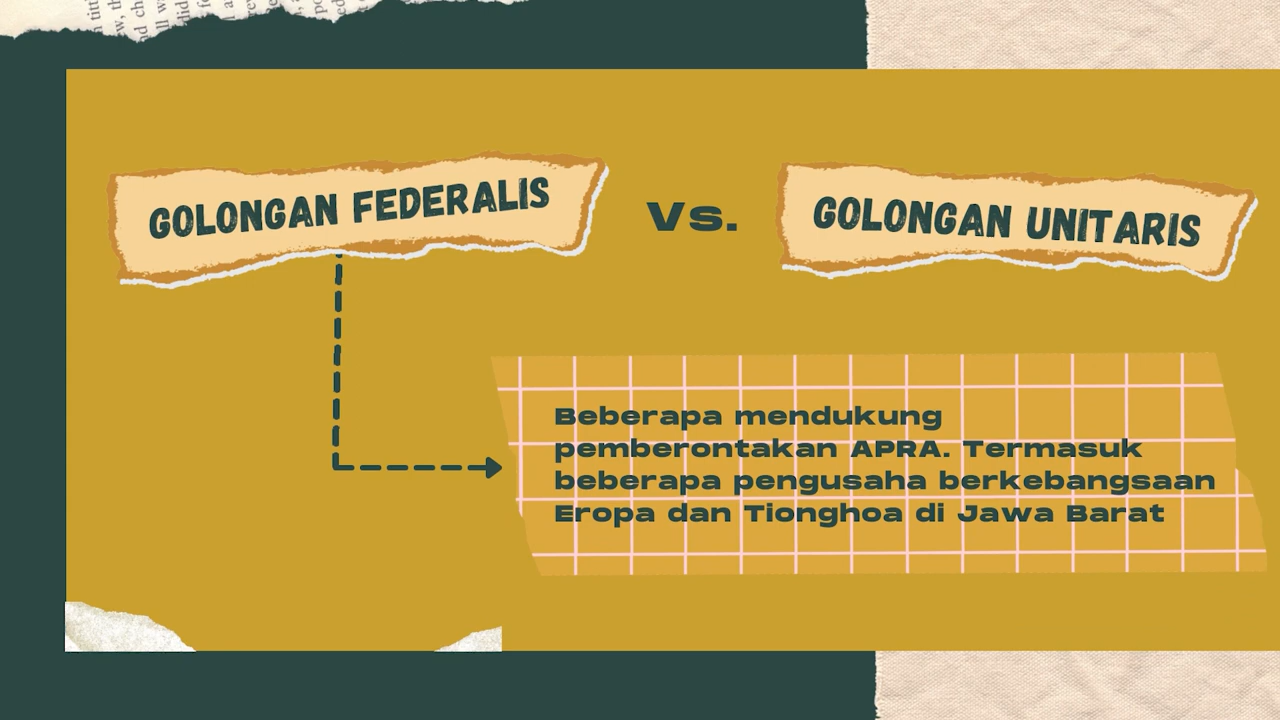 GOLONGAN FEDERALIS
Vs.
GOLONGAN UNITARIS
Beberapa mendukung
pemberontakan APRA. Termasuk
beberapa pengusaha berkebangsaan
Eropa dan Tionghoa di Jawa Barat